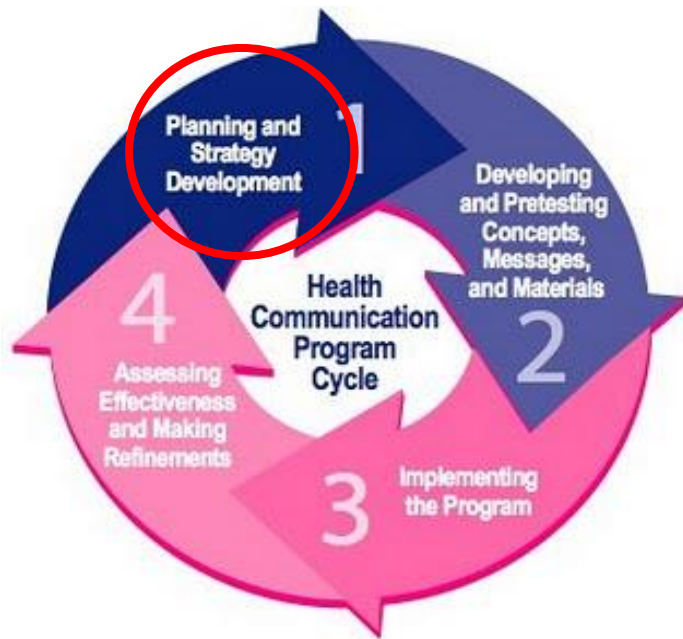 Planning and
Strategy
Development
1
Developing
and Pretesting
Concepts,
Messages,
and Materials
2
Health
Communication
Program
Cycle
3
Implementing
the Program
4
Assessing
Effectiveness
and Making
Refinements